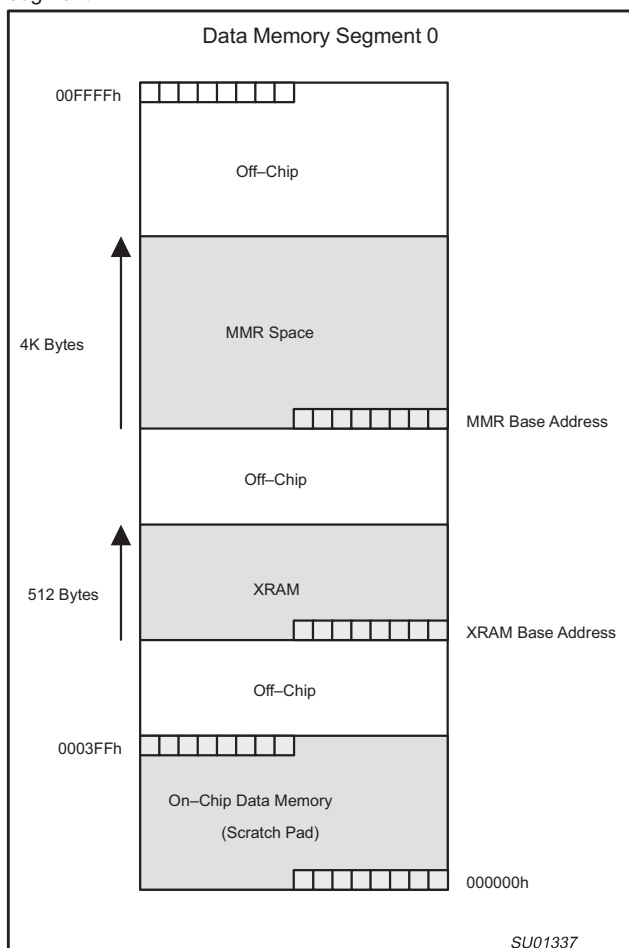 Data Memory Segment 0
00FFFFh
Off–Chip
MMR Space
4K Bytes
MMR Base Address
Off–Chip
XRAM
512 Bytes
XRAM Base Address
Off–Chip
0003FFh
On–Chip Data Memory
(Scratch Pad)
000000h
SU01337